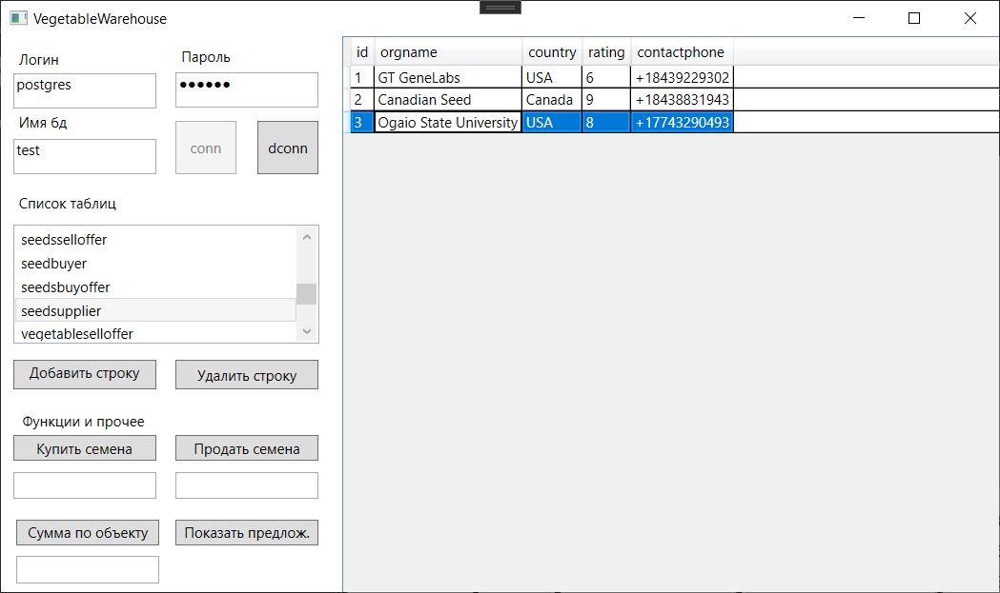 VegetableWarehouse
Логин
Пароль
postgres
●●●●●●
Имя бд
test
conn
dconn
Список таблиц
seedsselloffer
seedbuyer
seedsbuyoffer
seedsupplier
vegetableselloffer
Добавить строку
Удалить строку
Функции и прочее
Купить семена
Продать семена
Сумма по объекту
Показать предлож.
id orgname country rating contactphone
1 GT GeneLabs USA 6 +18439229302
2 Canadian Seed Canada 9 +18438831943
3 Ogaio State University USA 8 +17743290493